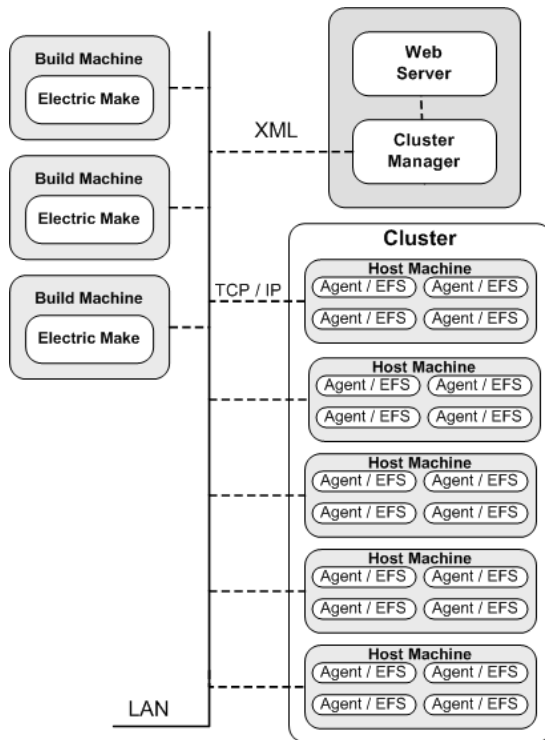 Build Machine
Electric Make
Build Machine
Electric Make
Build Machine
Electric Make
Web
Server
XML
Cluster
Manager
Cluster
TCP / IP
Host Machine
Agent / EFS Agent / EFS
Agent / EFS Agent / EFS
Host Machine
Agent / EFS Agent / EFS
Agent / EFS Agent / EFS
Host Machine
Agent / EFS Agent / EFS
Agent / EFS Agent / EFS
Host Machine
Agent / EFS Agent / EFS
Agent / EFS Agent / EFS
Host Machine
Agent / EFS Agent / EFS
Agent / EFS Agent / EFS
LAN